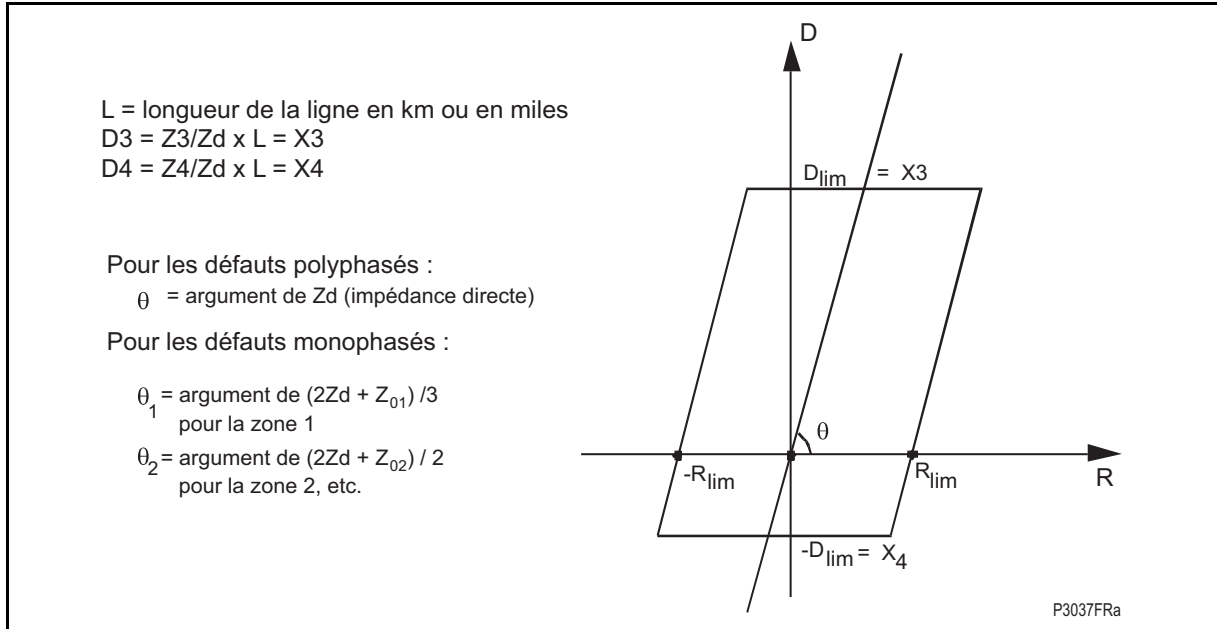 L = longueur de la ligne en km ou en miles
D3 = Z3/Zd x L = X3
D4 = Z4/Zd x L = X4
Pour les défauts polyphasés :
θ = argument de Zd (impédance directe)
Pour les défauts monophasés :
θ1 = argument de (2Zd + Z01) /3
pour la zone 1
θ2 = argument de (2Zd + Z02) / 2
pour la zone 2, etc.
D
Dlim = X3
θ
-Rlim
Rlim
R
-Dlim = X4
P3037FRa